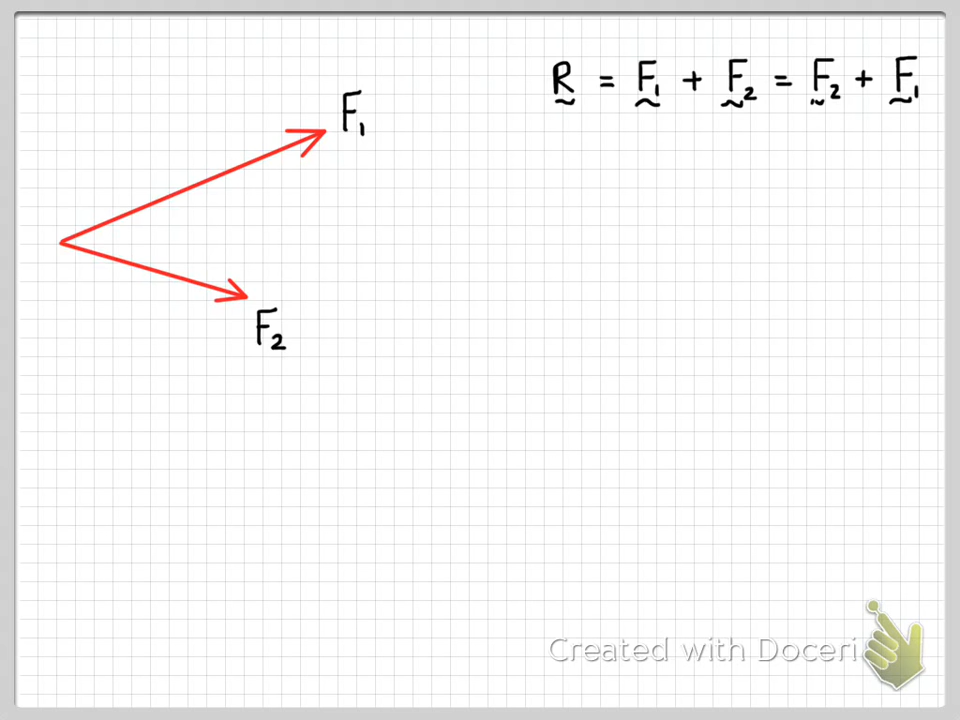 R = F1 + F2 = F2 + F1
F1
F2
Created with Doceri